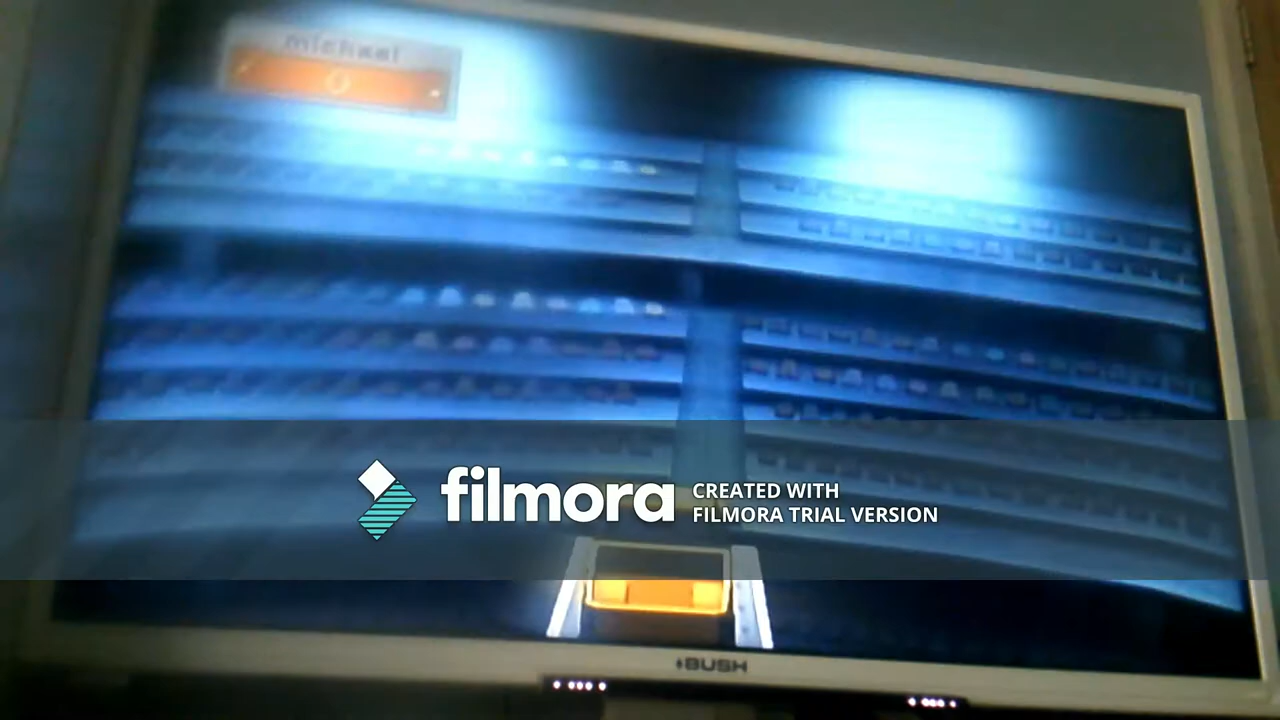 michael
0
filmora
CREATED WITH
FILMORA TRIAL VERSION
BUSH